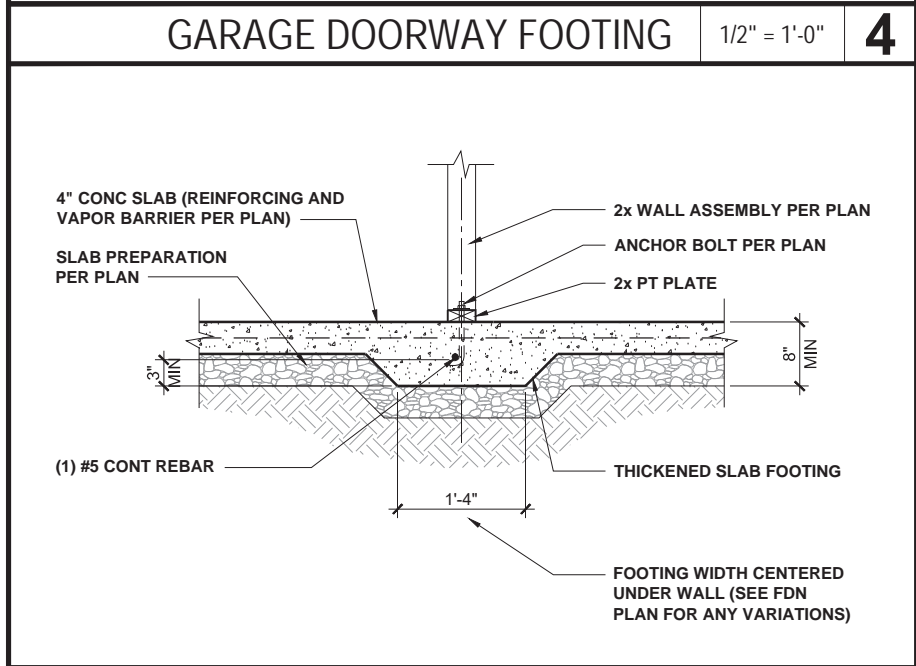 GARAGE DOORWAY FOOTING
1/2" = 1'-0"
4
4" CONC SLAB (REINFORCING AND
VAPOR BARRIER PER PLAN)
SLAB PREPARATION
PER PLAN
2x WALL ASSEMBLY PER PLAN
ANCHOR BOLT PER PLAN
2x PT PLATE
3"
MIN
8"
MIN
(1) #5 CONT REBAR
THICKENED SLAB FOOTING
1'-4"
FOOTING WIDTH CENTERED
UNDER WALL (SEE FDN
PLAN FOR ANY VARIATIONS)